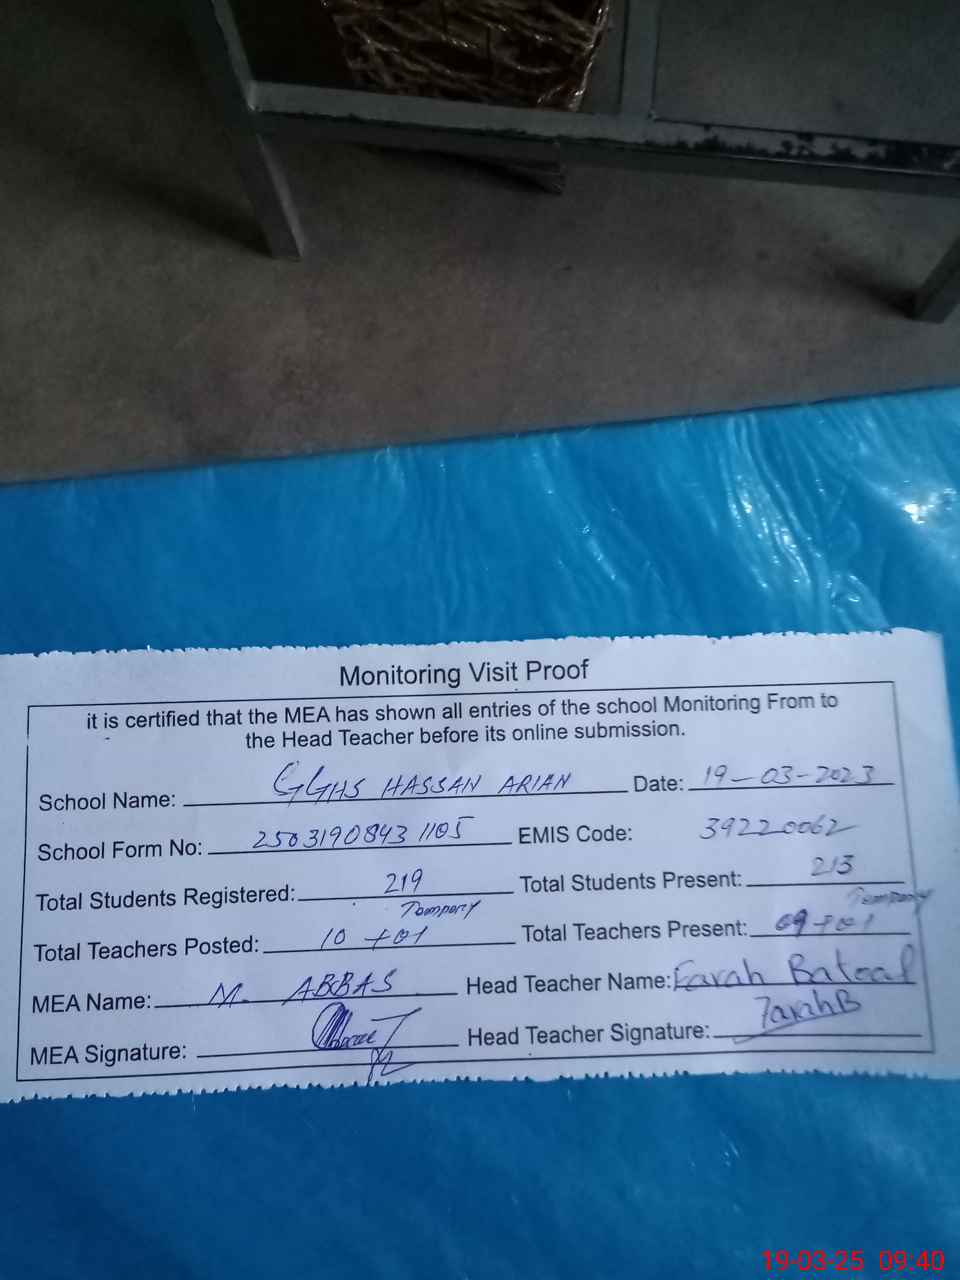 Monitoring Visit Proof
it is certified that the MEA has shown all entries of the school Monitoring From to
the Head Teacher before its online submission.
School Name: GGHS HASSAN ARIAN Date: 19-03-2023
School Form No: 25031908431105 EMIS Code: 39220062
Total Students Registered: 219 Total Students Present: 213
Tompory Tempory
Total Teachers Posted: 10 +01 Total Teachers Present: 09+001
MEA Name: M. ABBAS Head Teacher Name: Farah Batool
MEA Signature: Head Teacher Signature: FarahB
19-03-25 09:40